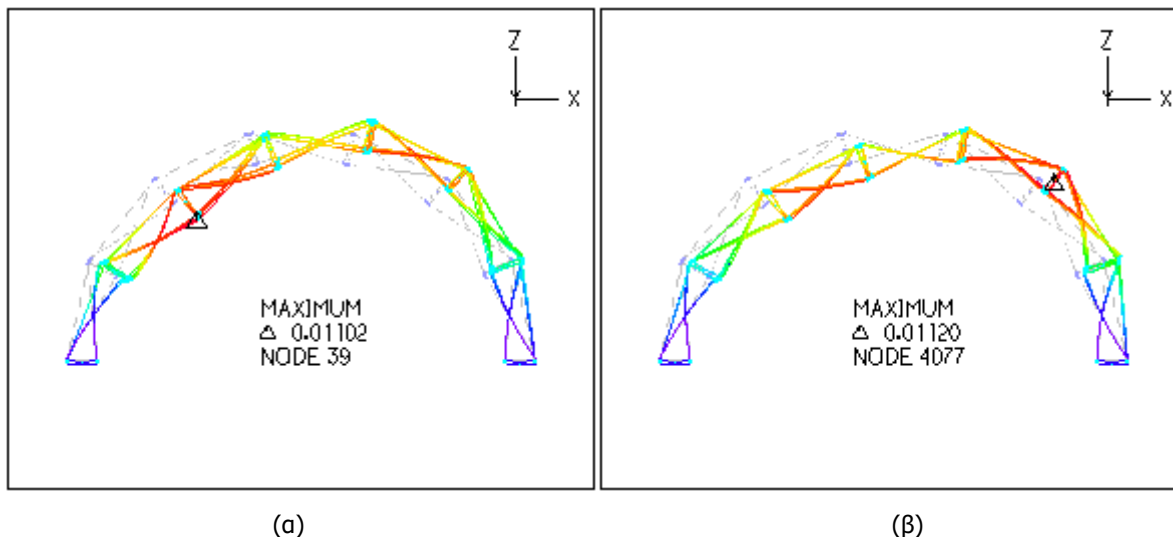 Z
X
MAXIMUM
Δ 0.01102
NODE 39
Z
X
MAXIMUM
Δ 0.01120
NODE 4077
(α)
(β)